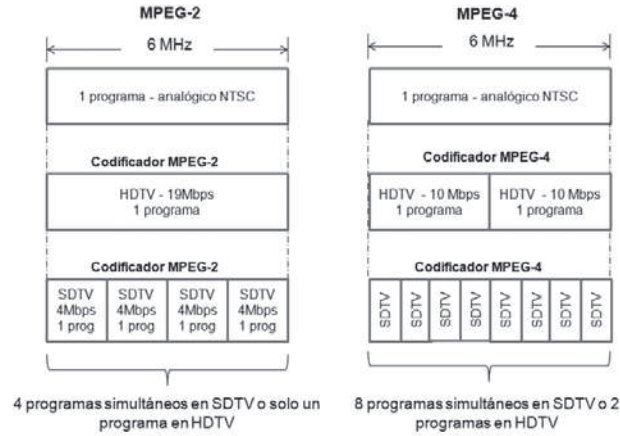 MPEG-2
6 MHz
1 programa - analógico NTSC
Codificador MPEG-2
HDTV - 19Mbps
1 programa
Codificador MPEG-2
SDTV
4Mbps
1 prog
SDTV
4Mbps
1 prog
SDTV
4Mbps
1 prog
SDTV
4Mbps
1 prog
4 programas simultáneos en SDTV o solo un
programa en HDTV
MPEG-4
6 MHz
1 programa - analógico NTSC
Codificador MPEG-4
HDTV - 10 Mbps
1 programa
HDTV - 10 Mbps
1 programa
Codificador MPEG-4
SDTV
SDTV
SDTV
SDTV
SDTV
SDTV
SDTV
SDTV
8 programas simultáneos en SDTV o 2
programas en HDTV